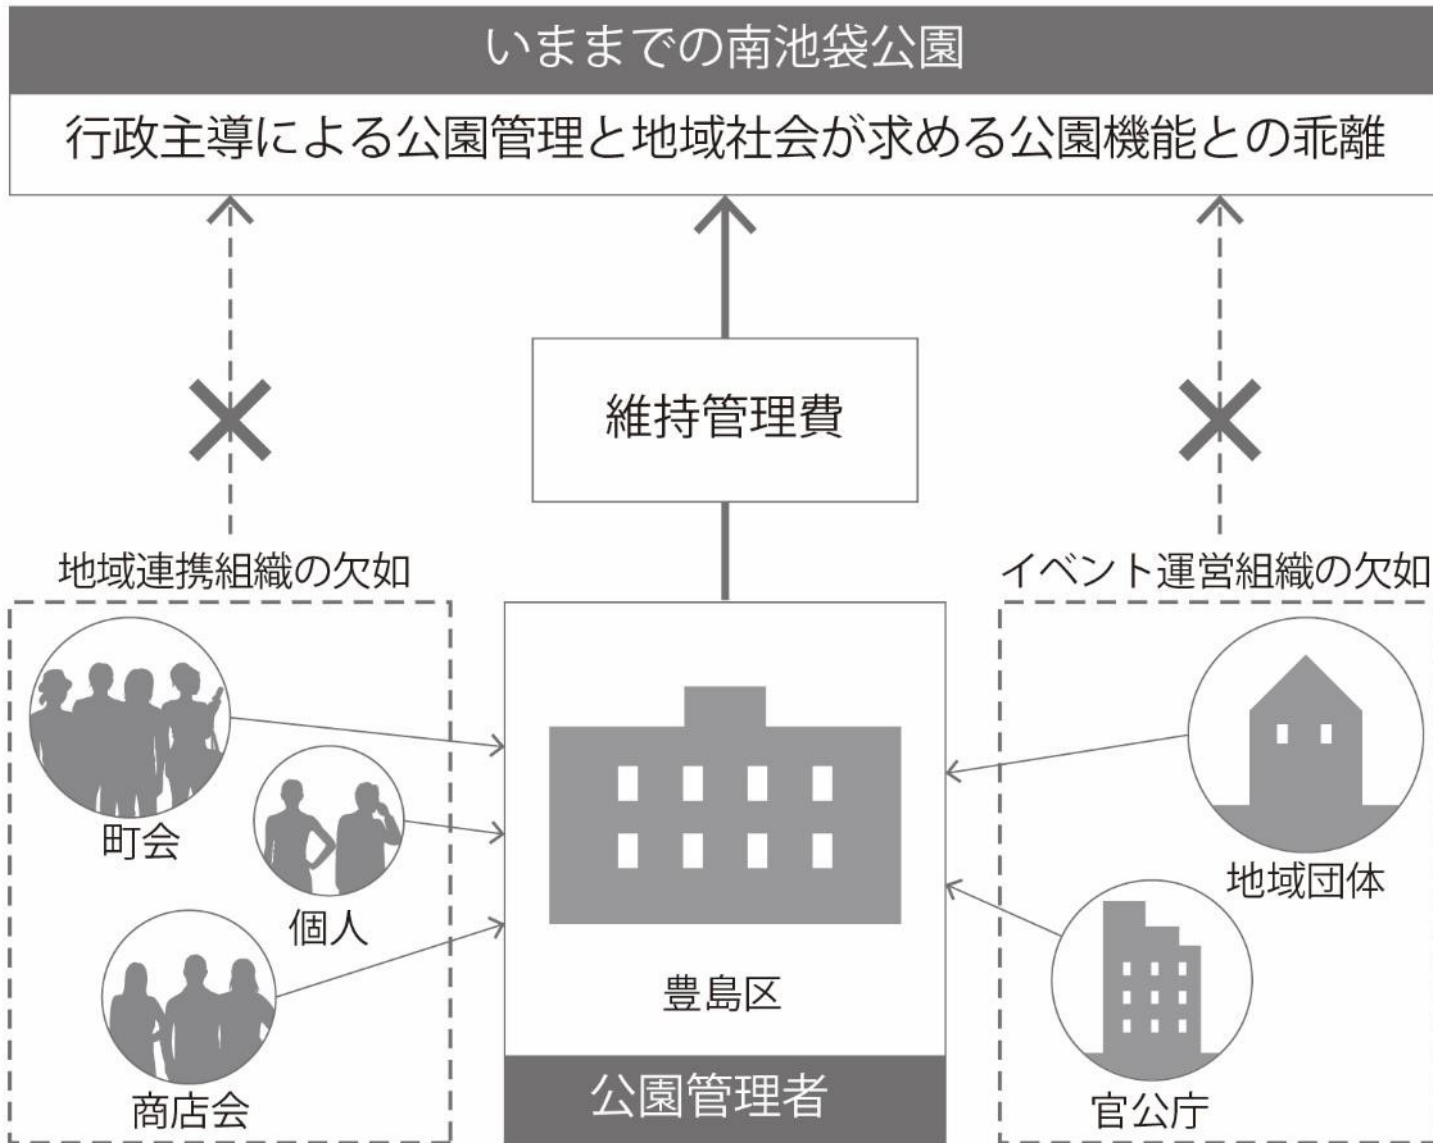 いままでの南池袋公園
行政主導による公園管理と地域社会が求める公園機能との乖離
維持管理費
地域連携組織の欠如
イベント運営組織の欠如
町会
個人
商店会
豊島区
公園管理者
地域団体
官公庁